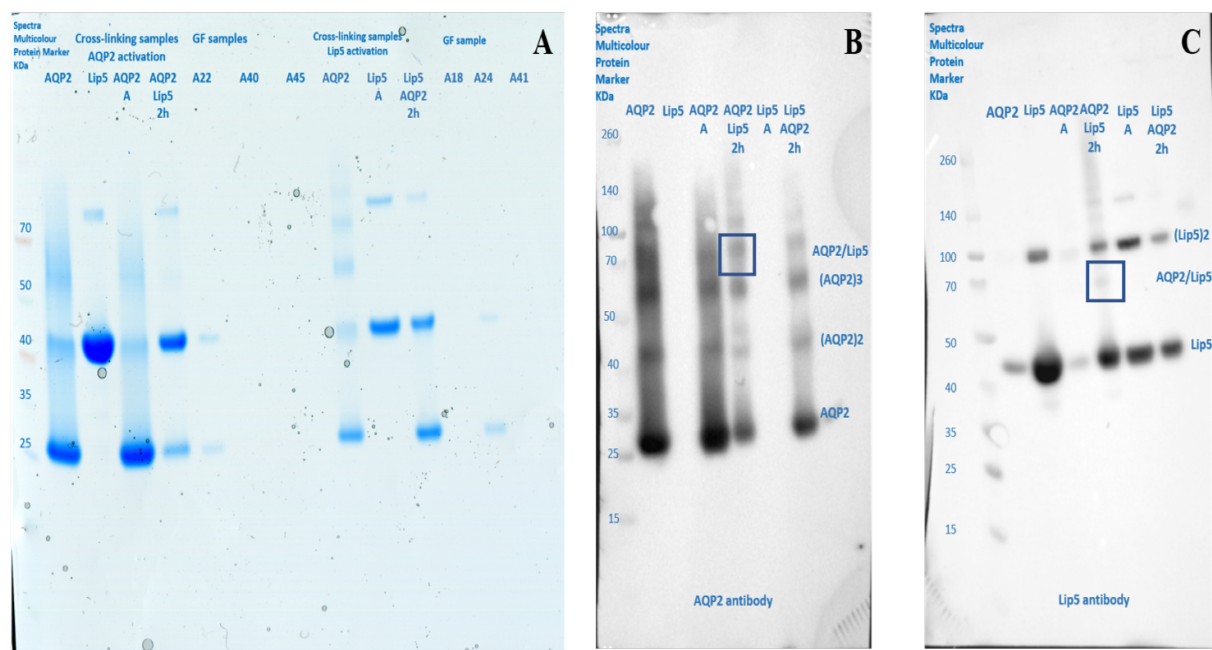 Spectra
Multicolour
Protein Marker
KDa
Cross-linking samples
AQP2 activation
GF samples
Cross-linking samples
Lip5 activation
GF sample
A
AQP2 Lip5 AQP2 AQP2 A22 A40 A45 AQP2 Lip5 Lip5 A18 A24 A41
A Lip5 A AQP2
2h 2h
70
50
40
35
25
Spectra
Multicolour
Protein
Marker
KDa
B
AQP2 Lip5 AQP2 AQP2 Lip5 Lip5
A Lip5 A AQP2
2h 2h
260
140
100
70
50
40
35
25
15
AQP2/Lip5
(AQP2)3
(AQP2)2
AQP2
AQP2 antibody
Spectra
Multicolour
Protein
Marker
KDa
C
AQP2 Lip5 AQP2 AQP2 Lip5 Lip5
A Lip5 A AQP2
2h 2h
260
140
100
70
50
40
35
25
15
(Lip5)2
AQP2/Lip5
Lip5
Lip5 antibody